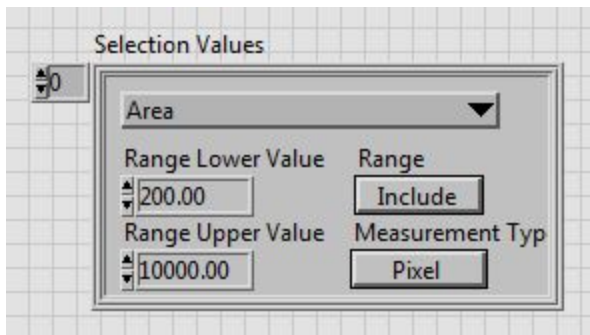 Selection Values
0
Area
Range Lower Value Range
200.00 Include
Range Upper Value Measurement Typ
10000.00 Pixel